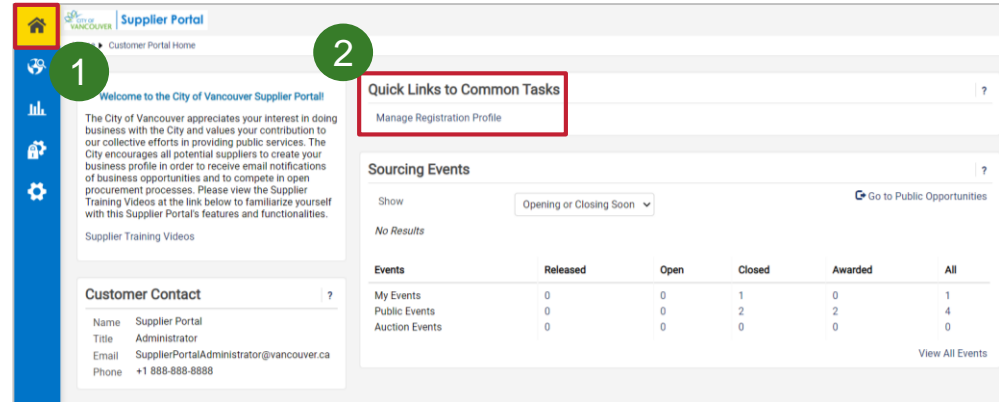 CITY OF
VANCOUVER
Supplier Portal
Customer Portal Home
1
2
Welcome to the City of Vancouver Supplier Portal!
The City of Vancouver appreciates your interest in doing
business with the City and values your contribution to
our collective efforts in providing public services. The
City encourages all potential suppliers to create your
business profile in order to receive email notifications
of business opportunities and to compete in open
procurement processes. Please view the Supplier
Training Videos at the link below to familiarize yourself
with this Supplier Portal's features and functionalities.
Supplier Training Videos
Customer Contact ?
Name Supplier Portal
Title Administrator
Email SupplierPortalAdministrator@vancouver.ca
Phone +1 888-888-8888
Quick Links to Common Tasks ?
Manage Registration Profile
Sourcing Events ?
Show Opening or Closing Soon Go to Public Opportunities
No Results
Events Released Open Closed Awarded All
My Events 0 0 1 0 1
Public Events 0 0 2 2 4
Auction Events 0 0 0 0 0
View All Events